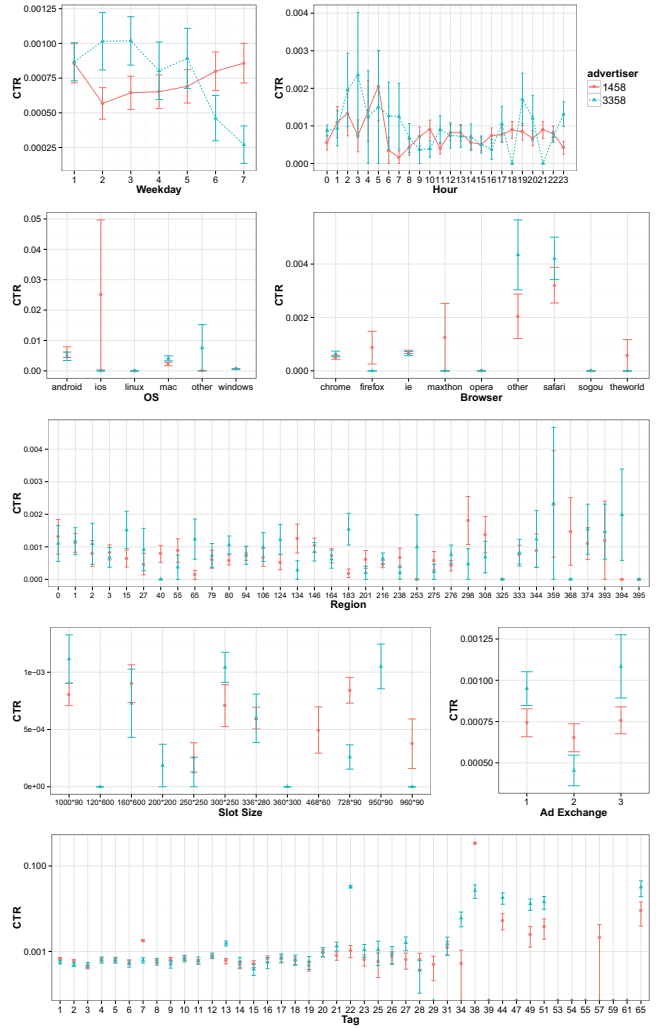 0.00125
0.00100
0.00075
0.00050
0.00025
CTR
1 2 3 4 5 6 7
Weekday
0.004
0.003
0.002
0.001
0.000
CTR
0 1 2 3 4 5 6 7 8 9 10 11 12 13 14 15 16 17 18 19 20 21 22 23
Hour
advertiser
1458
3358
0.05
0.04
0.03
0.02
0.01
0.00
CTR
android ios linux mac other windows
OS
0.004
0.002
0.000
CTR
chrome firefox ie maxthon opera other safari sogou theworld
Browser
0.004
0.003
0.002
0.001
0.000
CTR
0 1 2 3 15 27 40 55 65 79 80 94 106 124 134 146 164 183 201 216 238 253 275 276 298 308 325 333 344 359 368 374 393 394 395
Region
1e-03
5e-04
0e+00
CTR
1000*90 120*600 160*600 200*200 250*250 300*250 336*280 360*300 468*60 728*90 950*90 960*90
Slot Size
0.00125
0.00100
0.00075
0.00050
CTR
1 2 3
Ad Exchange
0.100
0.001
CTR
1 2 3 4 5 6 7 8 9 10 11 12 13 14 15 16 17 18 19 20 21 22 23 25 26 27 28 29 31 34 38 44 47 49 51 53 54 55 57 59 61 65
Tag